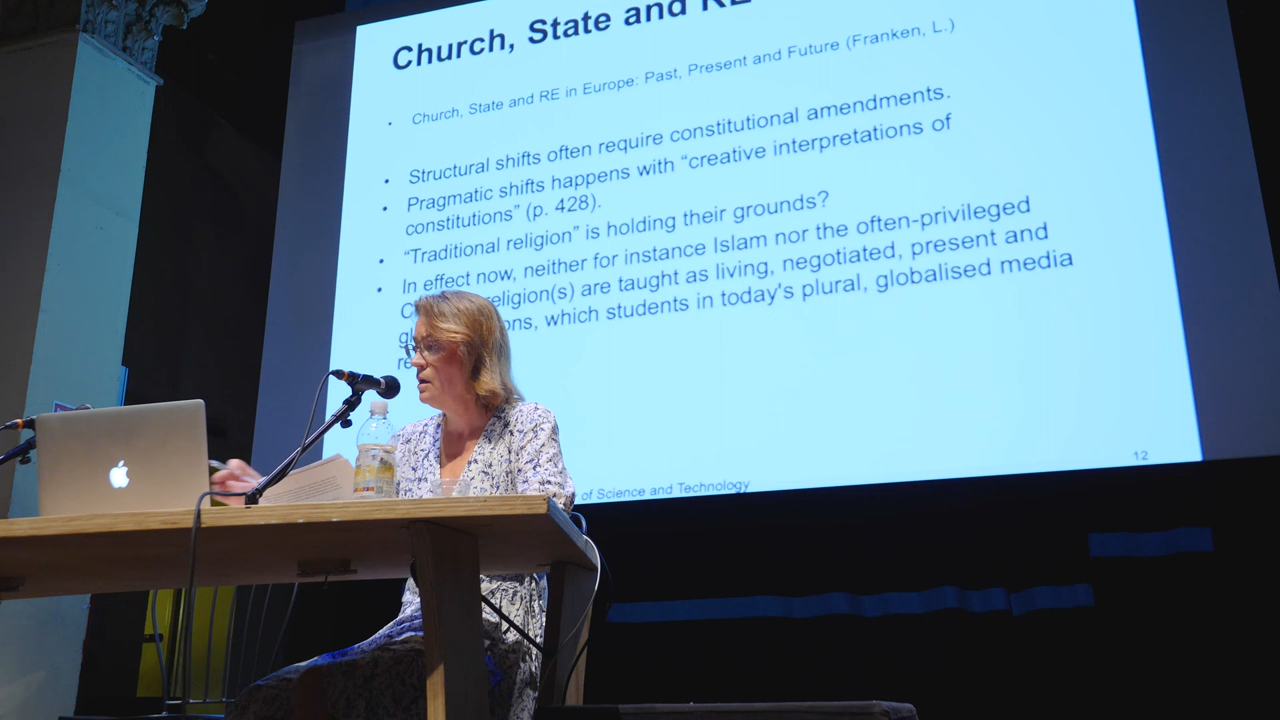 Church, State and RE
• Church, State and RE in Europe: Past, Present and Future (Franken, L.)
• Structural shifts often require constitutional amendments.
• Pragmatic shifts happens with “creative interpretations of
constitutions” (p. 428).
• “Traditional religion” is holding their grounds?
• In effect now, neither for instance Islam nor the often-privileged
religion(s) are taught as living, negotiated, present and
which students in today's plural, globalised media
12
of Science and Technology